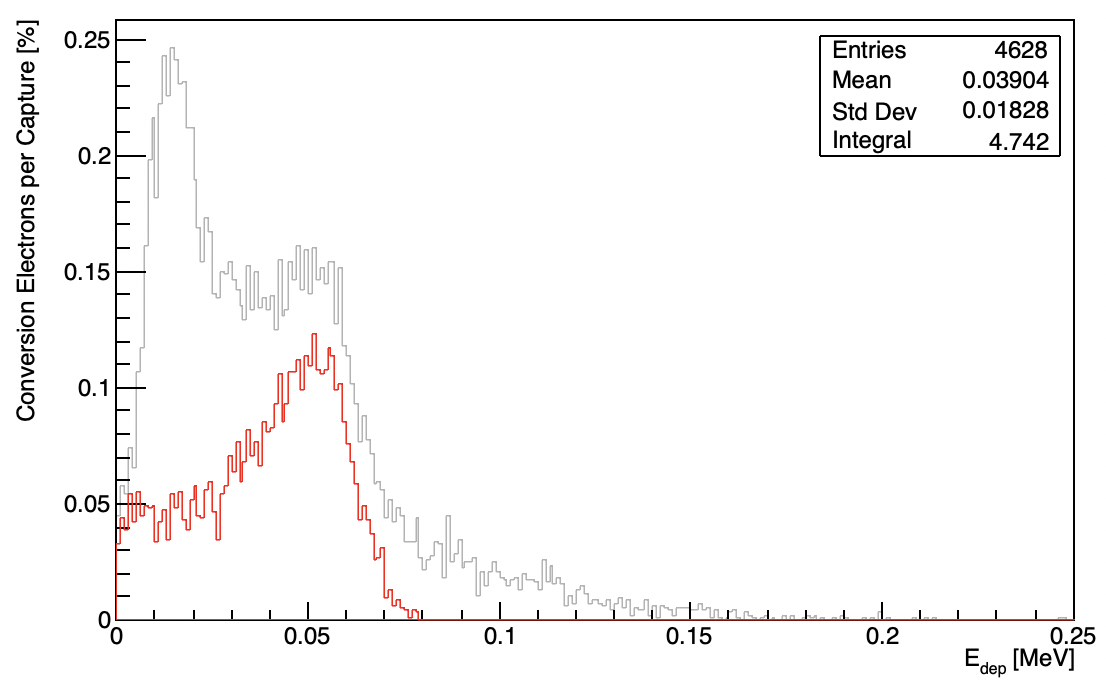 Conversion Electrons per Capture [%]
0.25
0.2
0.15
0.1
0.05
0
Entries 4628
Mean 0.03904
Std Dev 0.01828
Integral 4.742
0 0.05 0.1 0.15 0.2 0.25
E_dep [MeV]